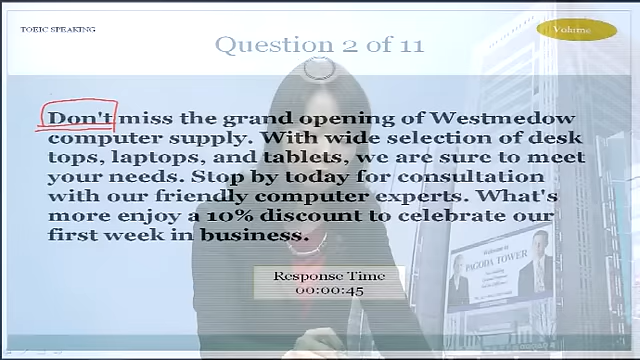 TOEIC SPEAKING
Volume
Question 2 of 11
Don't miss the grand opening of Westmedow
computer supply. With wide selection of desk
tops, laptops, and tablets, we are sure to meet
your needs. Stop by today for consultation
with our friendly computer experts. What's
more enjoy a 10% discount to celebrate our
first week in business.
Response Time
00:00:45
Welcome to
PAGODA TOWER